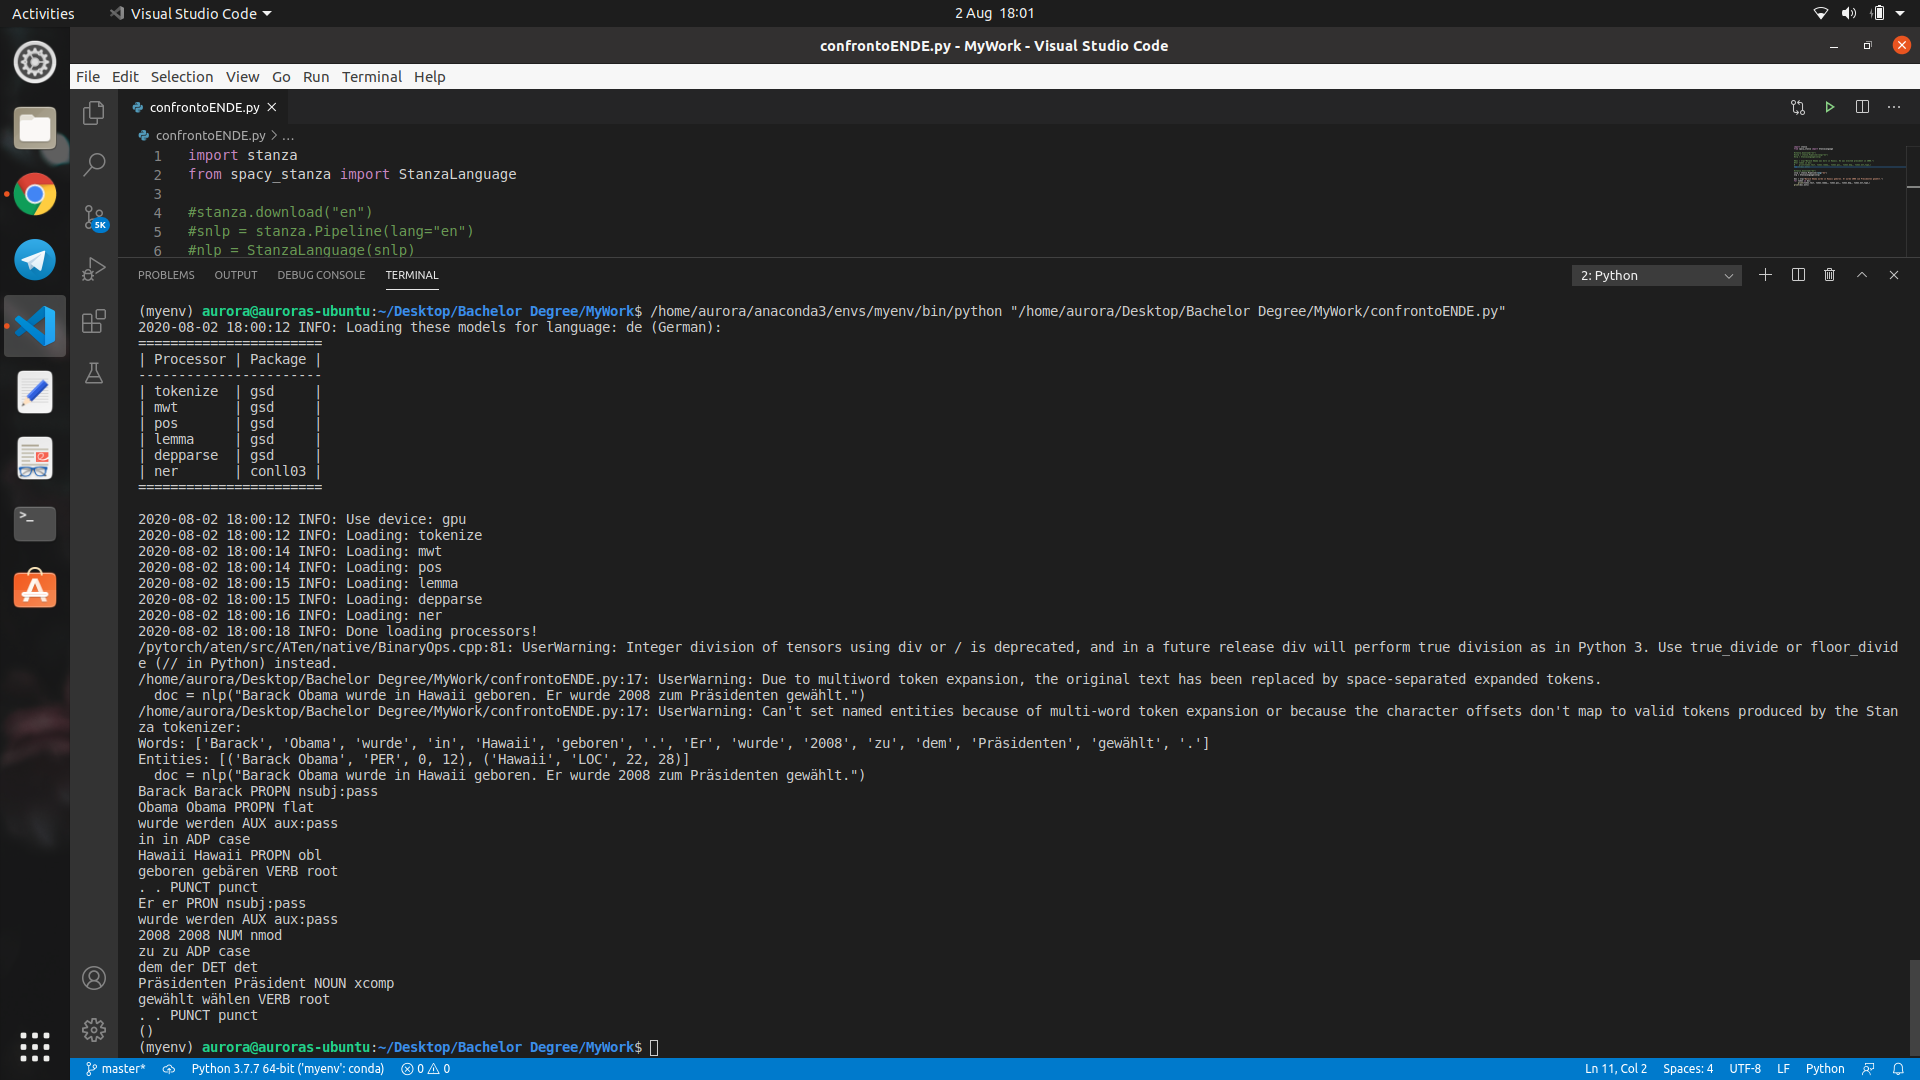 Activities
Visual Studio Code
2 Aug 18:01
confrontoENDE.py - MyWork - Visual Studio Code
File Edit Selection View Go Run Terminal Help
confrontoENDE.py
confrontoENDE.py > ...
1 import stanza
2 from spacy_stanza import StanzaLanguage
3
4 #stanza.download("en")
5 #snlp = stanza.Pipeline(lang="en")
6 #nlp = StanzaLanguage(snlp)
5K
PROBLEMS OUTPUT DEBUG CONSOLE TERMINAL
2: Python
(myenv) aurora@auroras-ubuntu:~/Desktop/Bachelor Degree/MyWork$ /home/aurora/anaconda3/envs/myenv/bin/python "/home/aurora/Desktop/Bachelor Degree/MyWork/confrontoENDE.py"
2020-08-02 18:00:12 INFO: Loading these models for language: de (German):
=======================
| Processor | Package |
-----------------------
| tokenize | gsd |
| mwt | gsd |
| pos | gsd |
| lemma | gsd |
| depparse | gsd |
| ner | conll03 |
=======================
2020-08-02 18:00:12 INFO: Use device: gpu
2020-08-02 18:00:12 INFO: Loading: tokenize
2020-08-02 18:00:14 INFO: Loading: mwt
2020-08-02 18:00:14 INFO: Loading: pos
2020-08-02 18:00:15 INFO: Loading: lemma
2020-08-02 18:00:15 INFO: Loading: depparse
2020-08-02 18:00:16 INFO: Loading: ner
2020-08-02 18:00:18 INFO: Done loading processors!
/pytorch/aten/src/ATen/native/BinaryOps.cpp:81: UserWarning: Integer division of tensors using div or / is deprecated, and in a future release div will perform true division as in Python 3. Use true_divide or floor_divid
e (// in Python) instead.
/home/aurora/Desktop/Bachelor Degree/MyWork/confrontoENDE.py:17: UserWarning: Due to multiword token expansion, the original text has been replaced by space-separated expanded tokens.
doc = nlp("Barack Obama wurde in Hawaii geboren. Er wurde 2008 zum Präsidenten gewählt.")
/home/aurora/Desktop/Bachelor Degree/MyWork/confrontoENDE.py:17: UserWarning: Can't set named entities because of multi-word token expansion or because the character offsets don't map to valid tokens produced by the Stan
za tokenizer:
Words: ['Barack', 'Obama', 'wurde', 'in', 'Hawaii', 'geboren', '.', 'Er', 'wurde', '2008', 'zu', 'dem', 'Präsidenten', 'gewählt', '.']
Entities: [('Barack Obama', 'PER', 0, 12), ('Hawaii', 'LOC', 22, 28)]
doc = nlp("Barack Obama wurde in Hawaii geboren. Er wurde 2008 zum Präsidenten gewählt.")
Barack Barack PROPN nsubj:pass
Obama Obama PROPN flat
wurde werden AUX aux:pass
in in ADP case
Hawaii Hawaii PROPN obl
geboren gebären VERB root
. . PUNCT punct
Er er PRON nsubj:pass
wurde werden AUX aux:pass
2008 2008 NUM nmod
zu zu ADP case
dem der DET det
Präsidenten Präsident NOUN xcomp
gewählt wählen VERB root
. . PUNCT punct
()
(myenv) aurora@auroras-ubuntu:~/Desktop/Bachelor Degree/MyWork$
master* Python 3.7.7 64-bit ('myenv': conda) 0 0 Ln 11, Col 2 Spaces: 4 UTF-8 LF Python